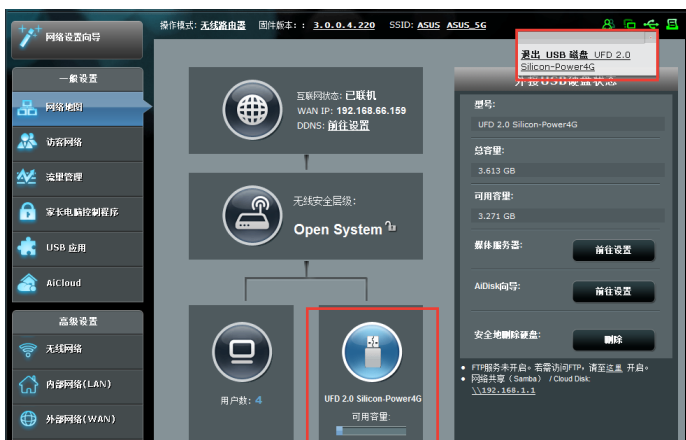 网络设置向导
操作模式: 无线路由器 固件版本: : 3.0.0.4.220 SSID: ASUS ASUS_5G
退出 USB 磁盘 UFD 2.0
Silicon-Power4G
一般设置
网络地图
访客网络
流量管理
家长电脑控制程序
USB 应用
AiCloud
高级设置
无线网络
内部网络(LAN)
外部网络(WAN)
互联网状态: 已联机
WAN IP: 192.168.66.159
DDNS: 前往设置
无线安全层级:
Open System
用户数: 4
UFD 2.0 Silicon-Power4G
可用容量:
外接USB硬盘状态
型号:
UFD 2.0 Silicon-Power4G
总容量:
3.613 GB
可用容量:
3.271 GB
媒体服务器: 前往设置
AiDisk向导: 前往设置
安全地删除硬盘: 删除
FTP服务未开启。若需访问FTP，请至这里 开启。
网络共享（Samba） / Cloud Disk:
\\192.168.1.1